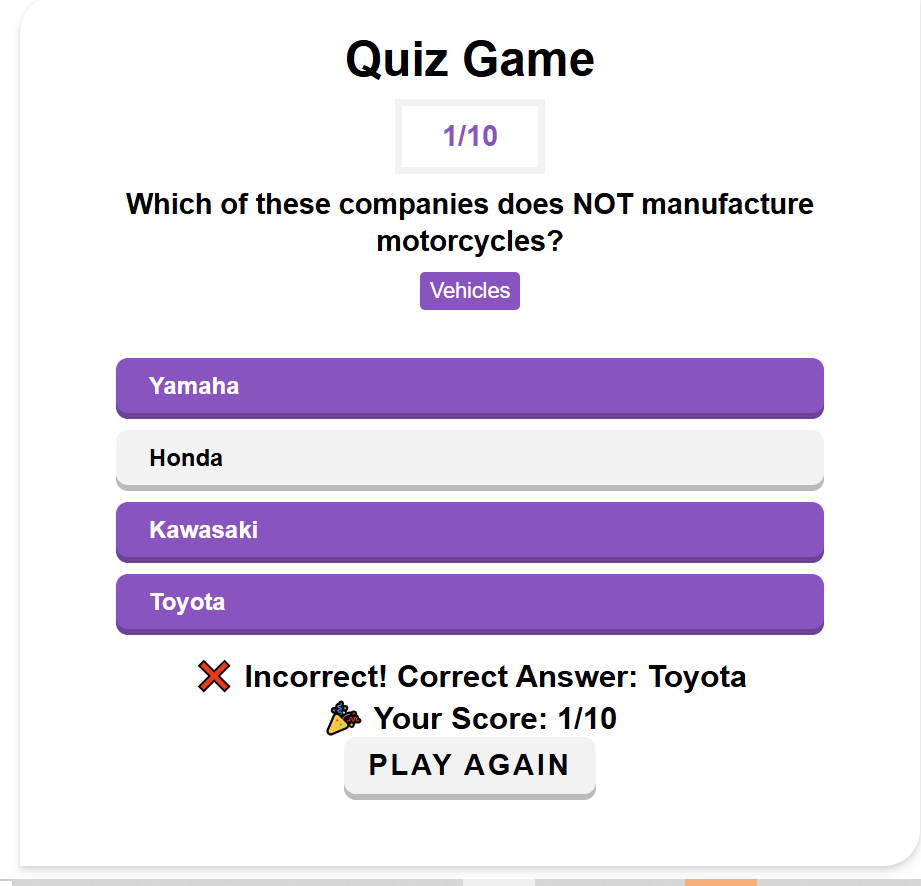 Quiz Game
1/10
Which of these companies does NOT manufacture
motorcycles?
Vehicles
Yamaha
Honda
Kawasaki
Toyota
❌ Incorrect! Correct Answer: Toyota
🎉 Your Score: 1/10
PLAY AGAIN